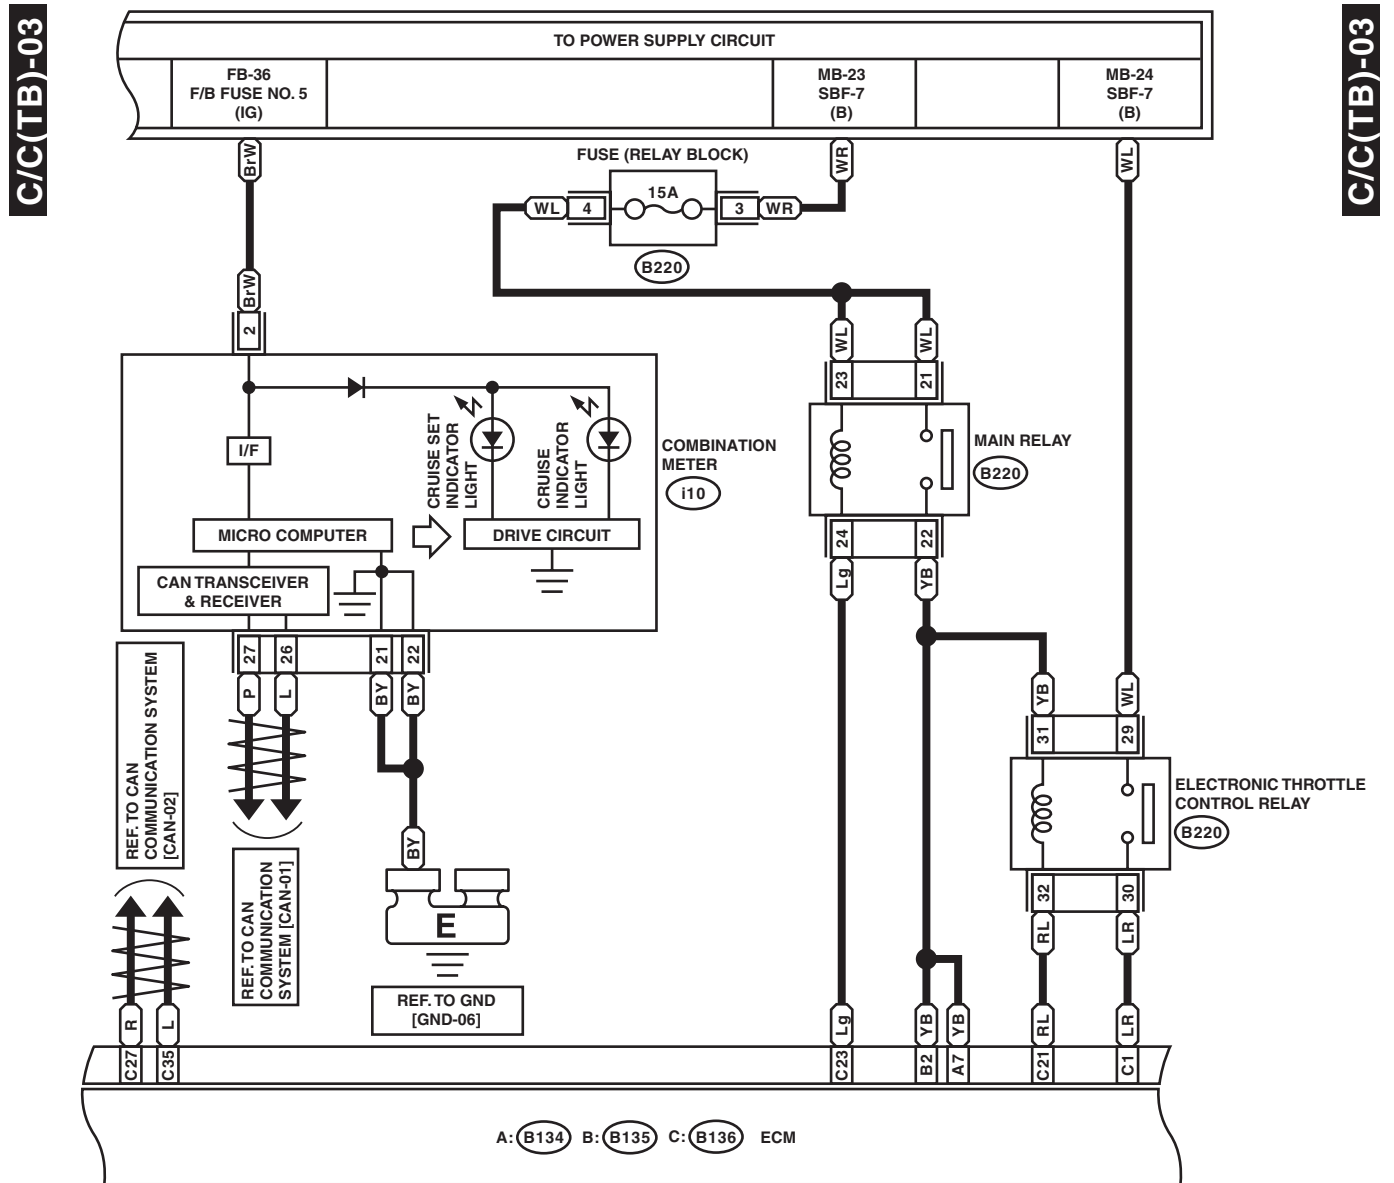 C/C(TB)-03
C/C(TB)-03
TO POWER SUPPLY CIRCUIT
FB-36
F/B FUSE NO. 5
(IG)
MB-23
SBF-7
(B)
MB-24
SBF-7
(B)
BrW
WR
WL
FUSE (RELAY BLOCK)
WL
4
15A
3
WR
B220
BrW
2
WL
WL
23
21
I/F
CRUISE SET
INDICATOR
LIGHT
CRUISE
INDICATOR
LIGHT
COMBINATION
METER
i10
MAIN RELAY
B220
MICRO COMPUTER
DRIVE CIRCUIT
CAN TRANSCEIVER
& RECEIVER
24
22
Lg
YB
27
26
21
22
P
L
BY
BY
YB
WL
31
29
REF. TO CAN
COMMUNICATION SYSTEM
[CAN-02]
ELECTRONIC THROTTLE
CONTROL RELAY
B220
BY
REF. TO CAN
COMMUNICATION
SYSTEM [CAN-01]
E
32
30
RL
LR
REF. TO GND
[GND-06]
R
L
Lg
YB
YB
RL
LR
C27
C35
C23
B2
A7
C21
C1
A: B134 B: B135 C: B136 ECM